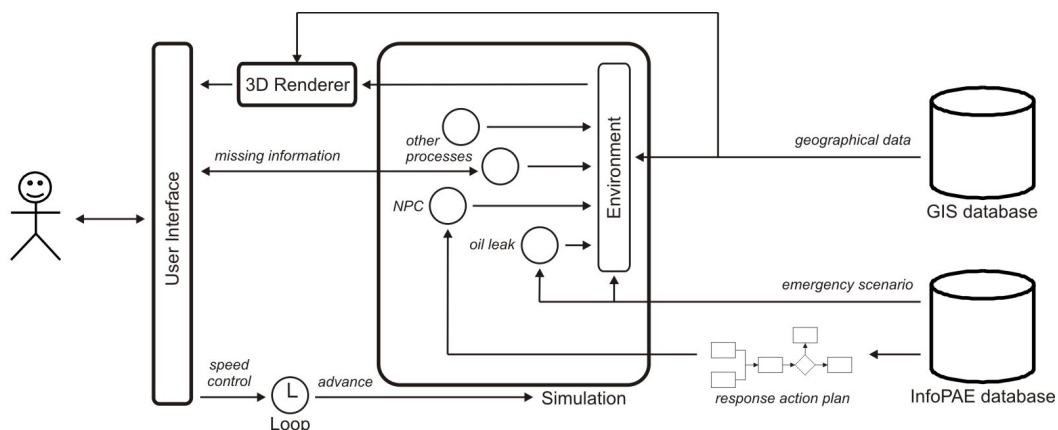 3D Renderer
other
processes
geographical data
missing information
User Interface
Environment
NPC
GIS database
oil leak
emergency scenario
speed
control
advance
Simulation
response action plan
InfoPAE database
Loop